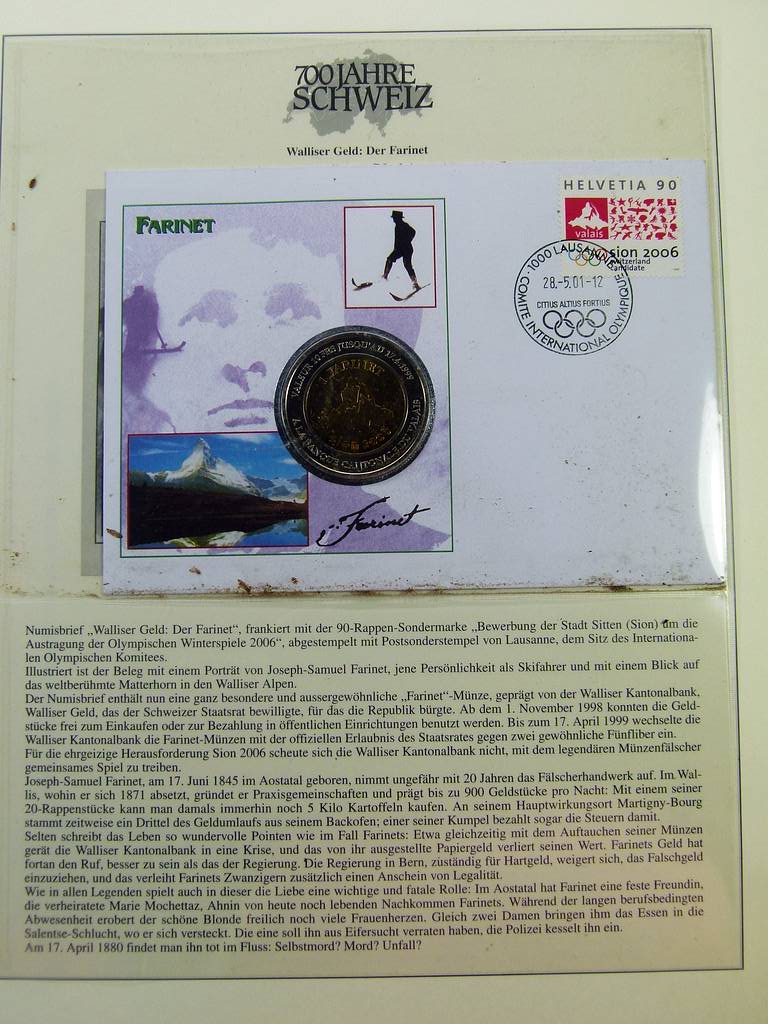 700 JAHRE
SCHWEIZ
Walliser Geld: Der Farinet
FARINET
HELVETIA 90
valais
sion 2006
switzerland
candidate
1000 LAUSANNE
28.-5.01-12
CITIUS ALTIUS FORTIUS
COMITE INTERNATIONAL OLYMPIQUE
VALEUR 10 FRS JUSQU'AU 17.4.1999
1 FARINET
A LA BANQUE CANTONALE DU VALAIS
Farinet
Numisbrief „Walliser Geld: Der Farinet“, frankiert mit der 90-Rappen-Sondermarke „Bewerbung der Stadt Sitten (Sion) um die
Austragung der Olympischen Winterspiele 2006“, abgestempelt mit Postsonderstempel von Lausanne, dem Sitz des Internationa-
len Olympischen Komitees.
Illustriert ist der Beleg mit einem Porträt von Joseph-Samuel Farinet, jene Persönlichkeit als Skifahrer und mit einem Blick auf
das weltberühmte Matterhorn in den Walliser Alpen.
Der Numisbrief enthält nun eine ganz besondere und aussergewöhnliche „Farinet“-Münze, geprägt von der Walliser Kantonalbank,
Walliser Geld, das der Schweizer Staatsrat bewilligte, für das die Republik bürgte. Ab dem 1. November 1998 konnten die Geld-
stücke frei zum Einkaufen oder zur Bezahlung in öffentlichen Einrichtungen benutzt werden. Bis zum 17. April 1999 wechselte die
Walliser Kantonalbank die Farinet-Münzen mit der offiziellen Erlaubnis des Staatsrates gegen zwei gewöhnliche Fünfliber ein.
Für die ehrgeizige Herausforderung Sion 2006 scheute sich die Walliser Kantonalbank nicht, mit dem legendären Münzenfälscher
gemeinsames Spiel zu treiben.
Joseph-Samuel Farinet, am 17. Juni 1845 im Aostatal geboren, nimmt ungefähr mit 20 Jahren das Fälscherhandwerk auf. Im Wal-
lis, wohin er sich 1871 absetzt, gründet er Praxisgemeinschaften und prägt bis zu 900 Geldstücke pro Nacht: Mit einem seiner
20-Rappenstücke kann man damals immerhin noch 5 Kilo Kartoffeln kaufen. An seinem Hauptwirkungsort Martigny-Bourg
stammt zeitweise ein Drittel des Geldumlaufs aus seinem Backofen; einer seiner Kumpel bezahlt sogar die Steuern damit.
Selten schreibt das Leben so wundervolle Pointen wie im Fall Farinets: Etwa gleichzeitig mit dem Auftauchen seiner Münzen
gerät die Walliser Kantonalbank in eine Krise, und das von ihr ausgestellte Papiergeld verliert seinen Wert. Farinets Geld hat
fortan den Ruf, besser zu sein als das der Regierung. Die Regierung in Bern, zuständig für Hartgeld, weigert sich, das Falschgeld
einzuziehen, und das verleiht Farinets Zwanzigern zusätzlich einen Anschein von Legalität.
Wie in allen Legenden spielt auch in dieser die Liebe eine wichtige und fatale Rolle: Im Aostatal hat Farinet eine feste Freundin,
die verheiratete Marie Mochettaz, Ahnin von heute noch lebenden Nachkommen Farinets. Während der langen berufsbedingten
Abwesenheit erobert der schöne Blonde freilich noch viele Frauenherzen. Gleich zwei Damen bringen ihm das Essen in die
Salentse-Schlucht, wo er sich versteckt. Die eine soll ihn aus Eifersucht verraten haben, die Polizei kesselt ihn ein.
Am 17. April 1880 findet man ihn tot im Fluss: Selbstmord? Mord? Unfall?